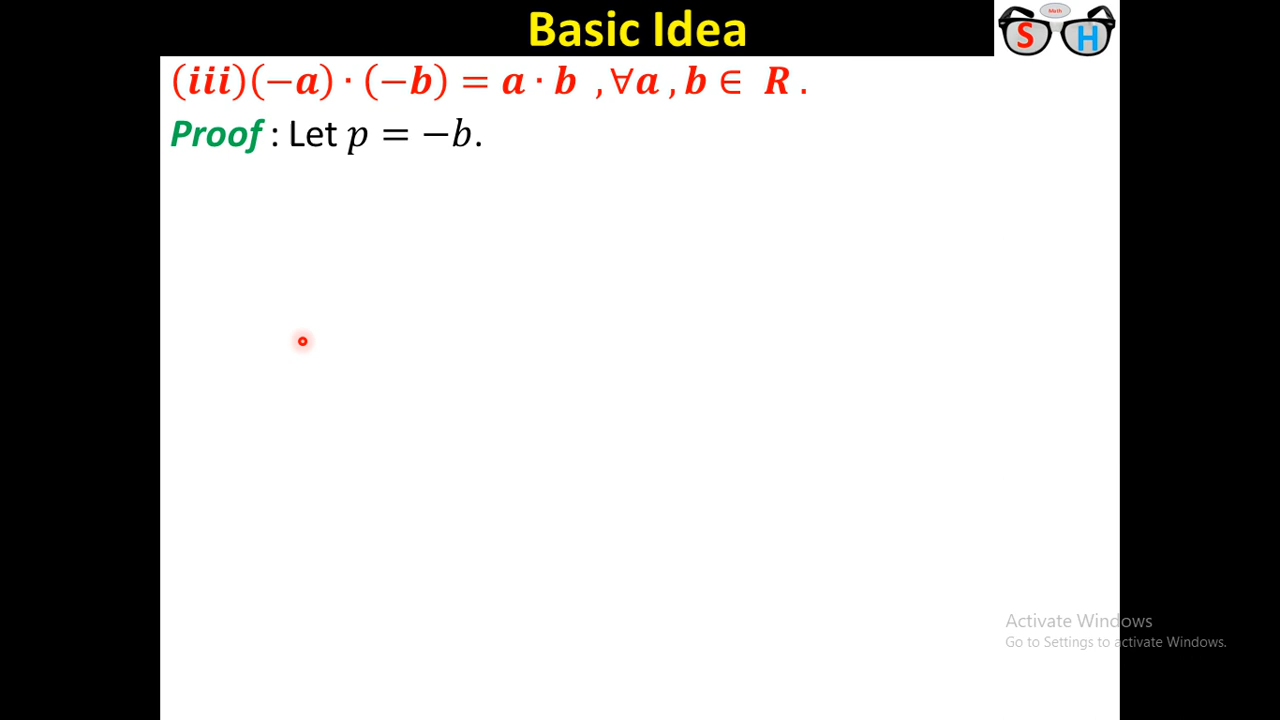 Basic Idea
Math
S H
(iii)(−a) · (−b) = a · b , ∀a , b ∈ R .
Proof : Let p = −b.
Activate Windows
Go to Settings to activate Windows.